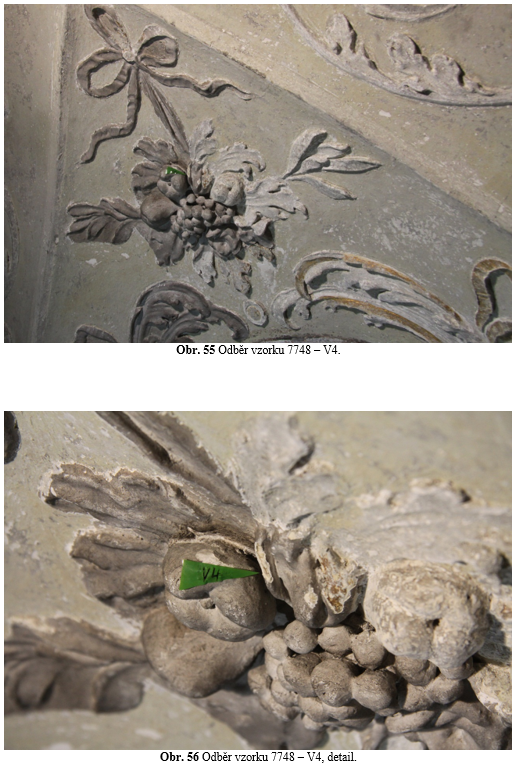 Obr. 55 Odběr vzorku 7748 – V4.
V4
Obr. 56 Odběr vzorku 7748 – V4, detail.